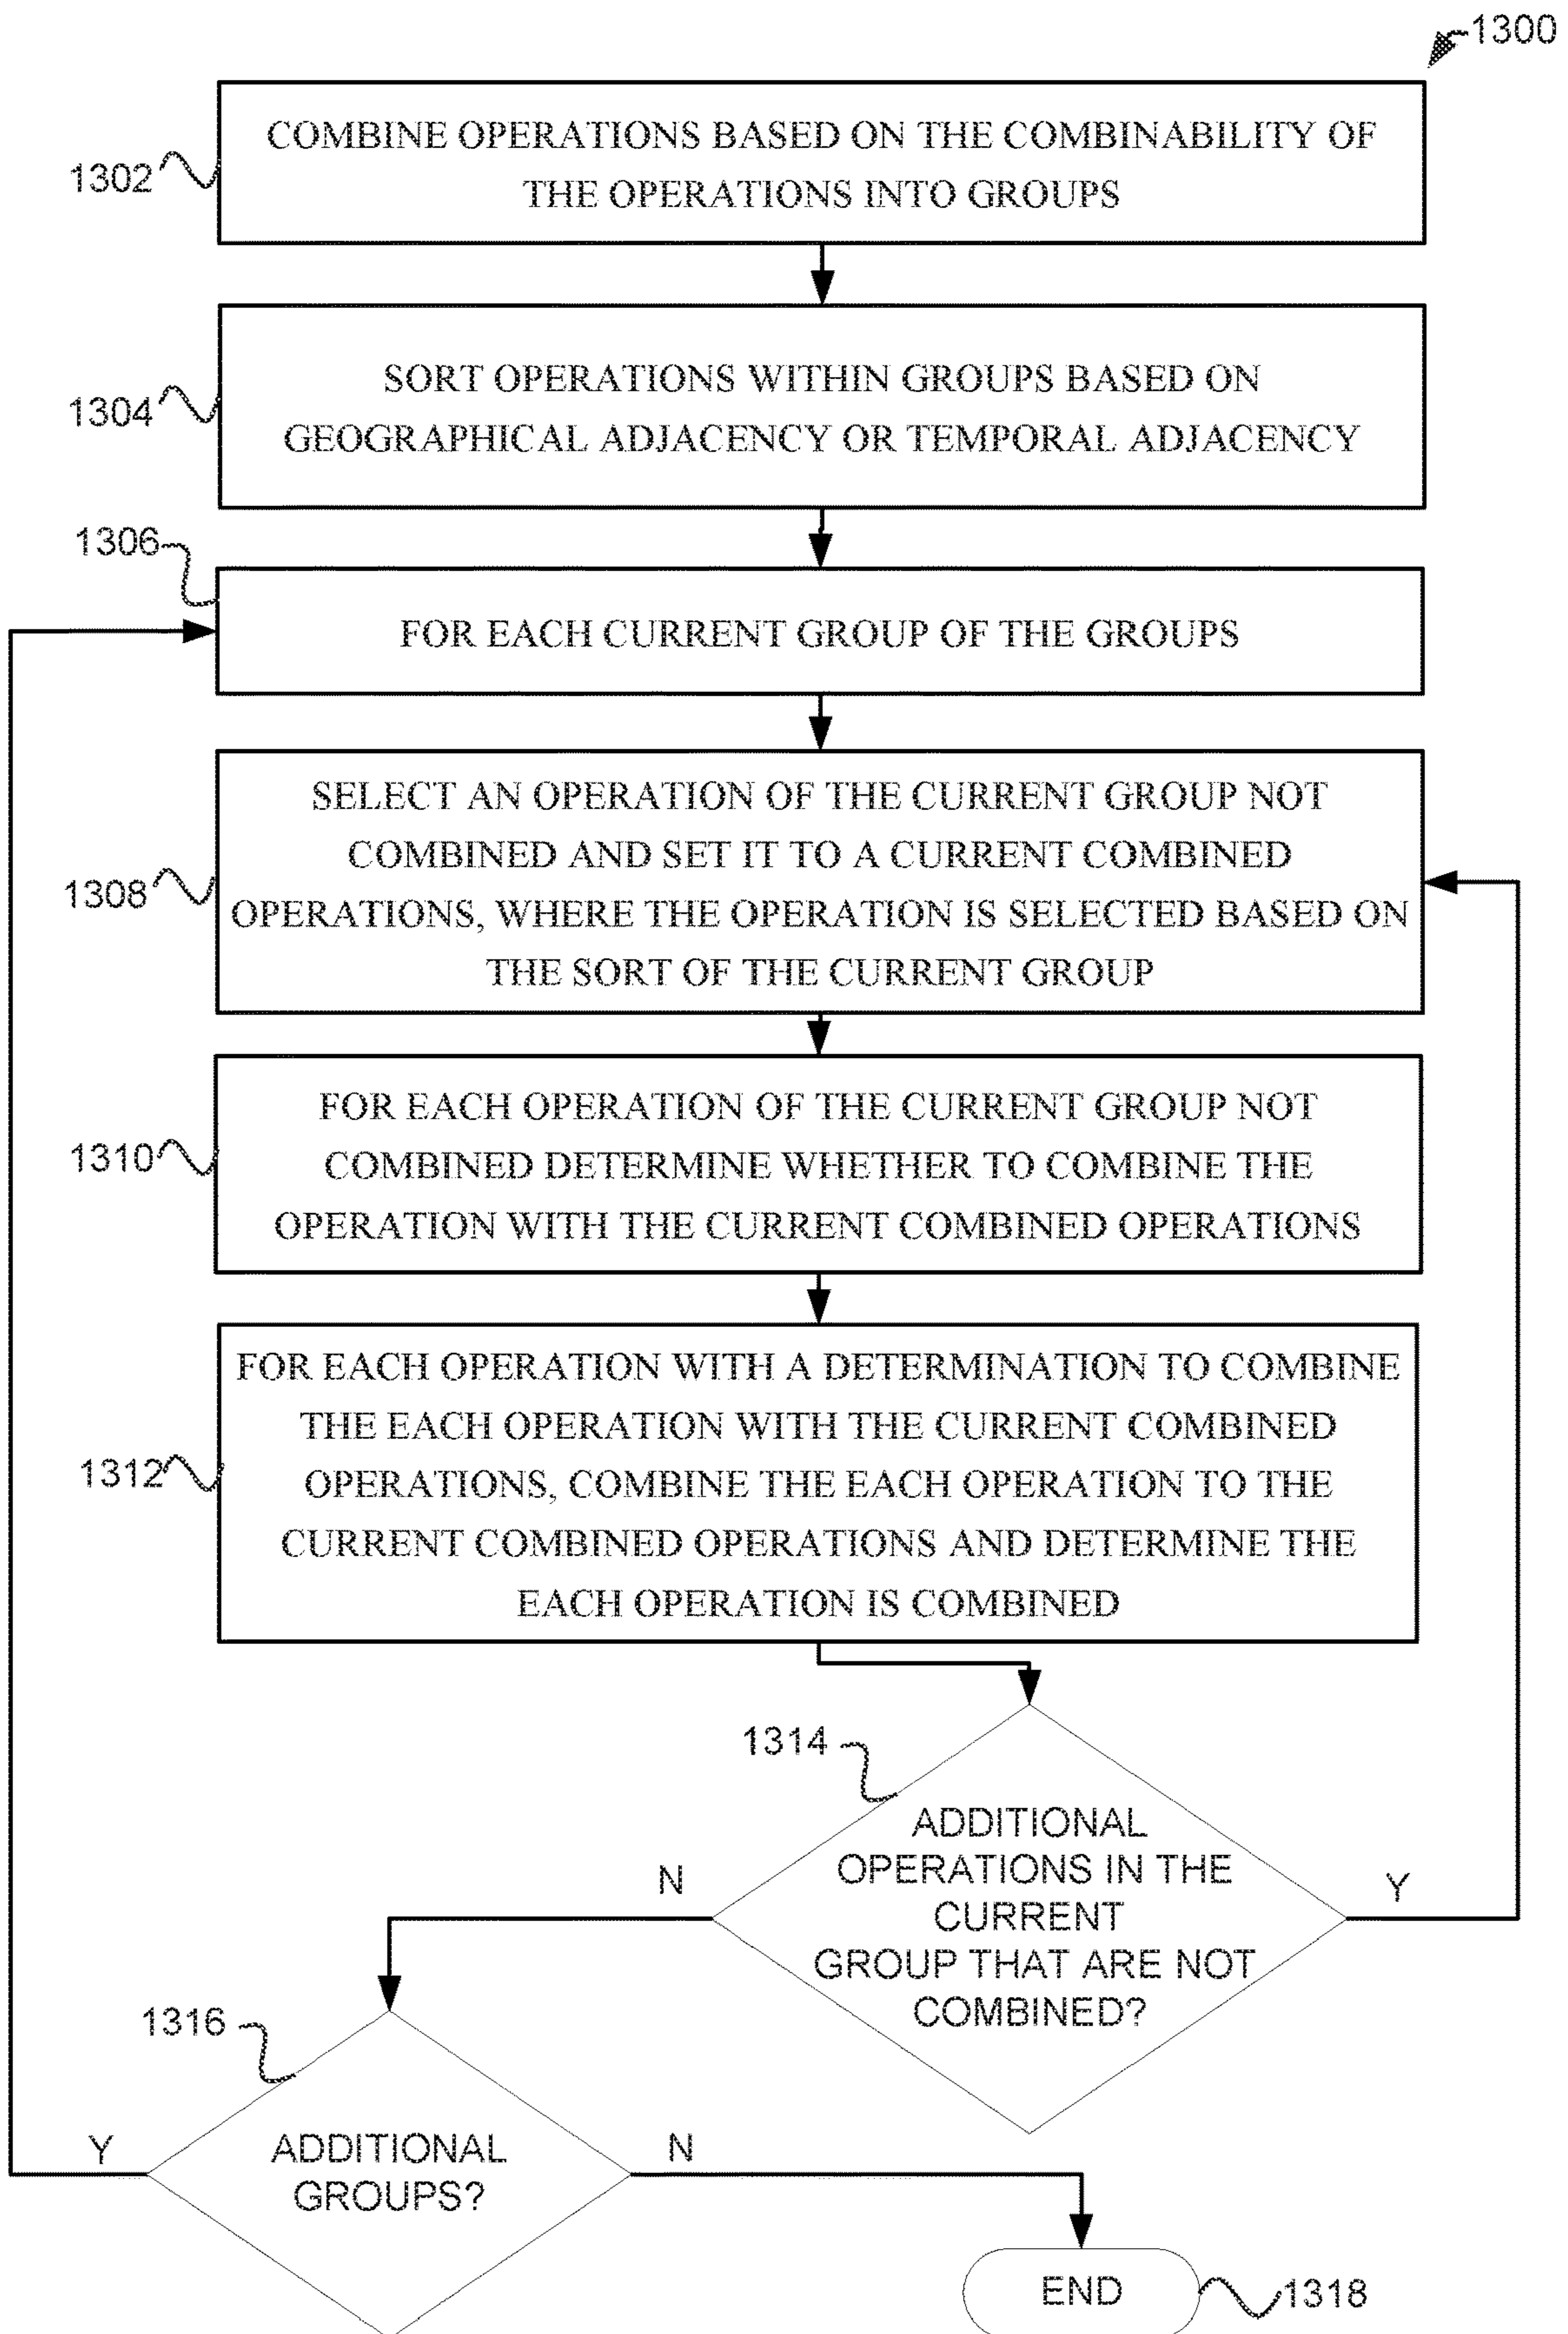 1300
COMBINE OPERATIONS BASED ON THE COMBINABILITY OF
THE OPERATIONS INTO GROUPS
1302
SORT OPERATIONS WITHIN GROUPS BASED ON
GEOGRAPHICAL ADJACENCY OR TEMPORAL ADJACENCY
1304
1306
FOR EACH CURRENT GROUP OF THE GROUPS
SELECT AN OPERATION OF THE CURRENT GROUP NOT
COMBINED AND SET IT TO A CURRENT COMBINED
OPERATIONS, WHERE THE OPERATION IS SELECTED BASED ON
THE SORT OF THE CURRENT GROUP
1308
FOR EACH OPERATION OF THE CURRENT GROUP NOT
COMBINED DETERMINE WHETHER TO COMBINE THE
OPERATION WITH THE CURRENT COMBINED OPERATIONS
1310
FOR EACH OPERATION WITH A DETERMINATION TO COMBINE
THE EACH OPERATION WITH THE CURRENT COMBINED
OPERATIONS, COMBINE THE EACH OPERATION TO THE
CURRENT COMBINED OPERATIONS AND DETERMINE THE
EACH OPERATION IS COMBINED
1312
1314
ADDITIONAL
OPERATIONS IN THE
CURRENT
GROUP THAT ARE NOT
COMBINED?
N
Y
1316
ADDITIONAL
GROUPS?
Y
N
END
1318